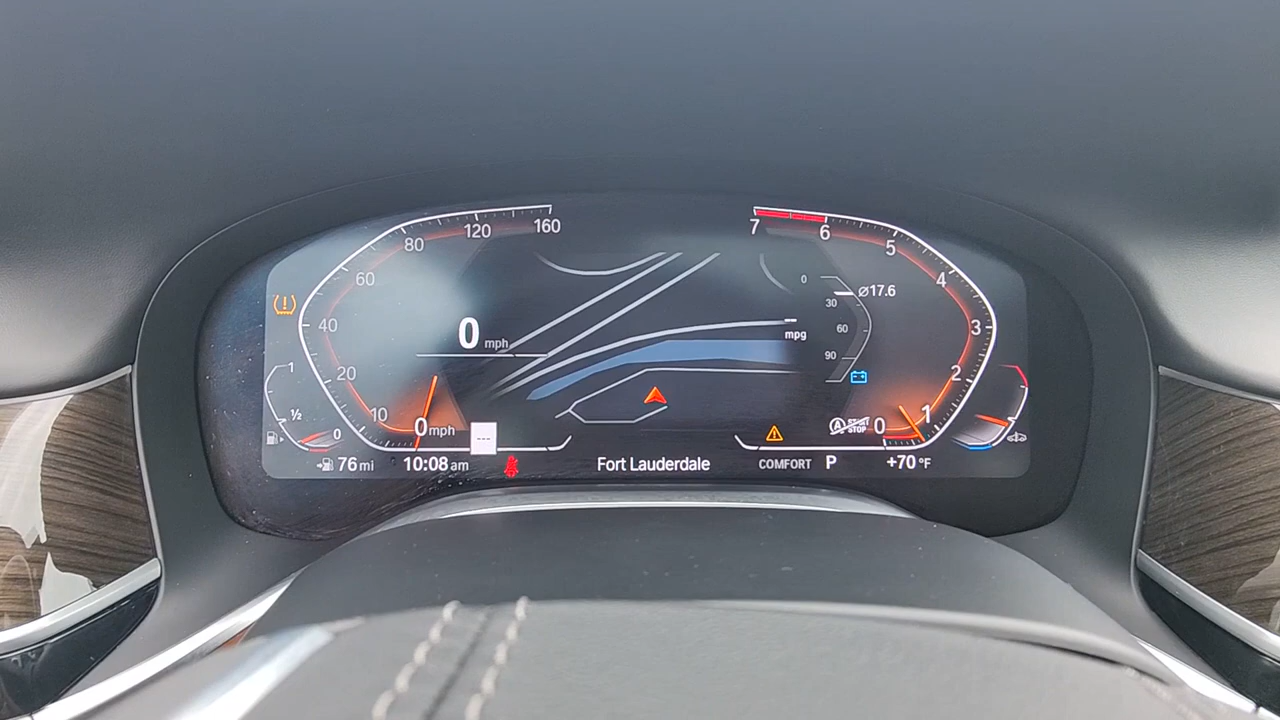 160
120
80
60
40
20
10
0 mph
0 mph
7
6
5
4
3
2
1
0
0
30
60
90
⌀17.6
mpg
1
½
0
START
STOP
---
76 mi
10:08 am
Fort Lauderdale
COMFORT
P
+70 °F